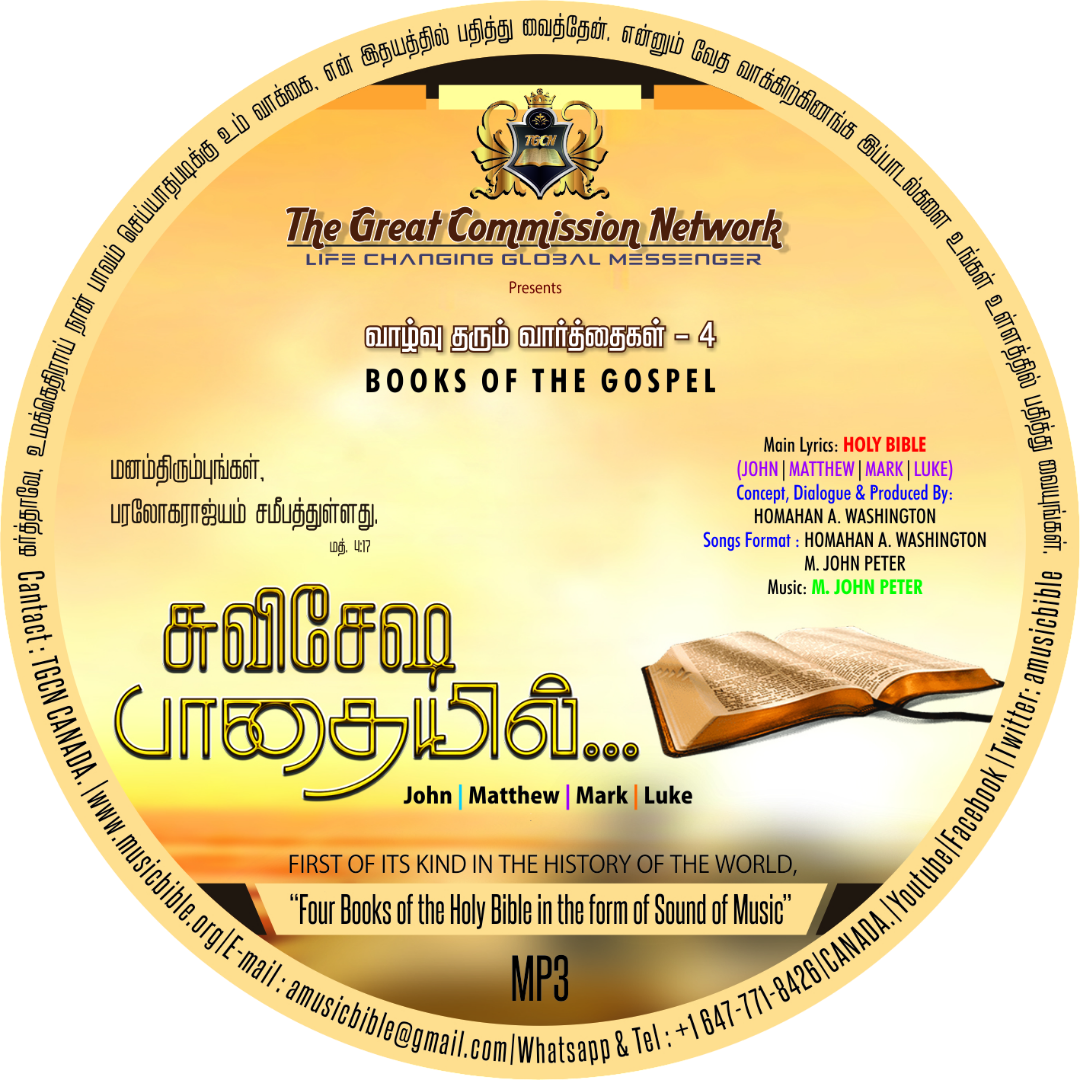 கர்த்தாவே, உமக்கெதிராய் நான் பாவம் செய்யாதபடிக்கு உம் வாக்கை, என் இதயத்தில் பதித்து வைத்தேன். என்னும் வேத வாக்கிற்கிணங்க இப்பாடல்களை உங்கள் உள்ளத்தில் பதித்து வையுங்கள்.
TGCN
The Great Commission Network
LIFE CHANGING GLOBAL MESSENGER
Presents
வாழ்வு தரும் வார்த்தைகள் – 4
BOOKS OF THE GOSPEL
மனம்திரும்புங்கள்,
பரலோகராஜ்யம் சமீபத்துள்ளது.
மத். 4:17
Main Lyrics: HOLY BIBLE
(JOHN|MATTHEW|MARK|LUKE)
Concept, Dialogue & Produced By:
HOMAHAN A. WASHINGTON
Songs Format : HOMAHAN A. WASHINGTON
M. JOHN PETER
Music: M. JOHN PETER
சுவிசேஷ
பாதையில்...
John | Matthew | Mark | Luke
FIRST OF ITS KIND IN THE HISTORY OF THE WORLD,
“Four Books of the Holy Bible in the form of Sound of Music”
MP3
Cantact : TGCN CANADA. |www.musicbible.org|E-mail : amusicbible@gmail.com|Whatsapp & Tel : +1 647-771-8426|CANADA.|Youtube|Facebook |Twitter: amusicbible